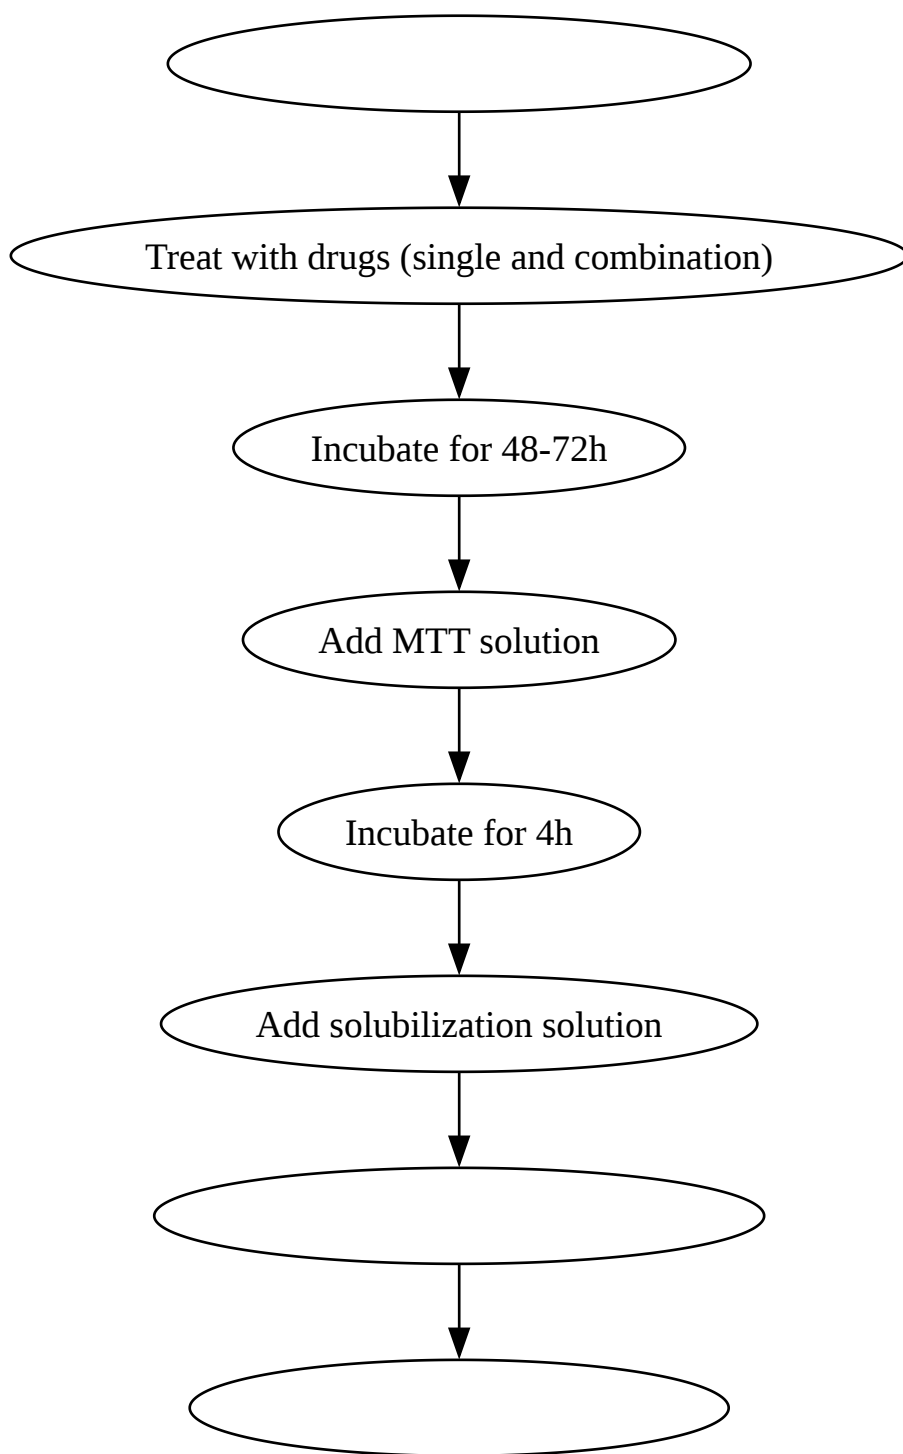 Treat with drugs (single and combination)
Incubate for 48-72h
Add MTT solution
Incubate for 4h
Add solubilization solution